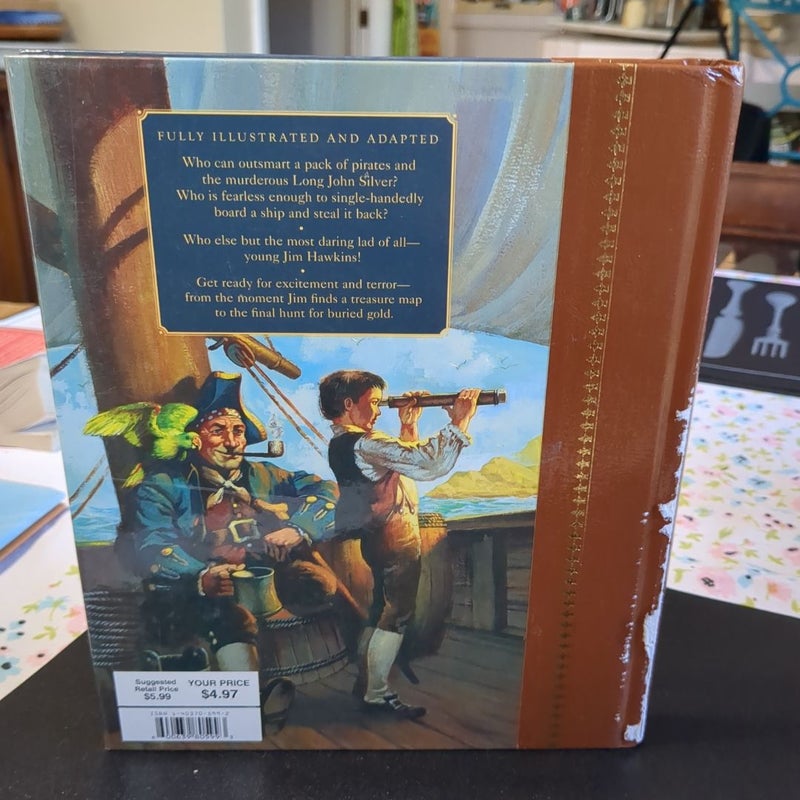 FULLY ILLUSTRATED AND ADAPTED
Who can outsmart a pack of pirates and
the murderous Long John Silver?
Who is fearless enough to single-handedly
board a ship and steal it back?
•
Who else but the most daring lad of all—
young Jim Hawkins!
•
Get ready for excitement and terror—
from the moment Jim finds a treasure map
to the final hunt for buried gold.
Suggested
Retail Price
$5.99
YOUR PRICE
$4.97